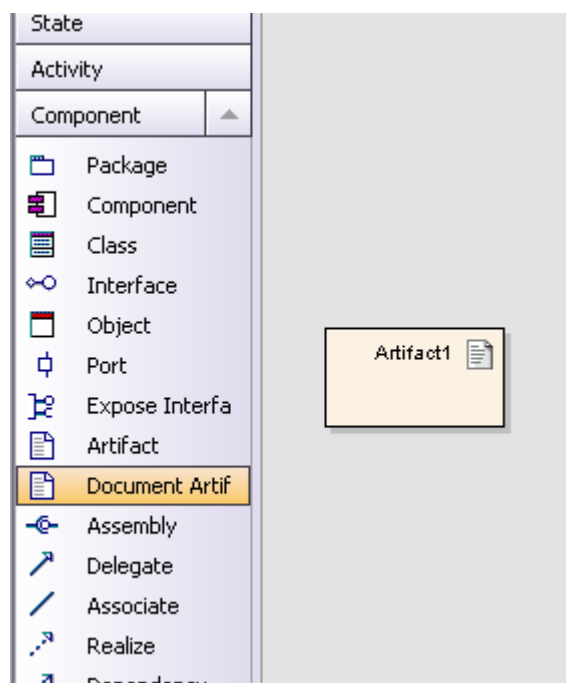 State
Activity
Component
Package
Component
Class
Interface
Object
Port
Expose Interfa
Artifact
Document Artif
Assembly
Delegate
Associate
Realize
Dependency
Artifact1